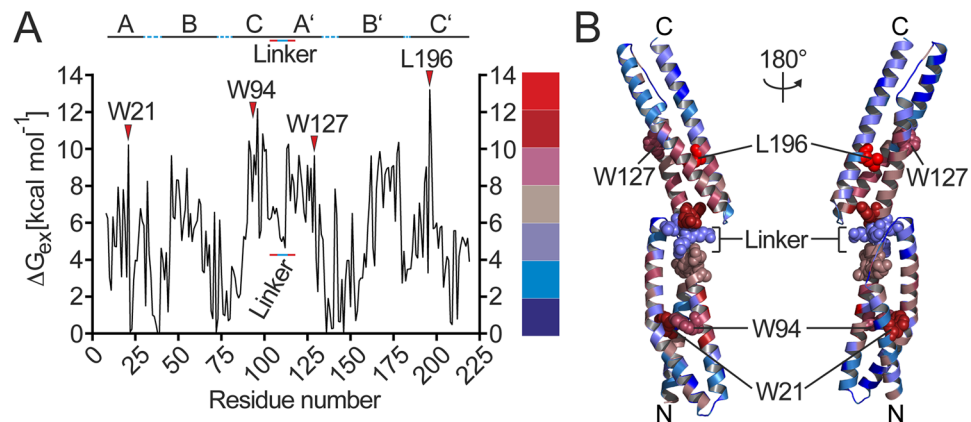 A
A B C A‘ B‘ C‘
Linker
L196
W94
W21
W127
14 14
12 12
10 10
8 8
6 6
4 4
2 2
0 0
ΔGex[kcal mol-1]
Linker
0 25 50 75 100 125 150 175 200 225
Residue number
B
C C
180°
L196
W127 W127
Linker
W94
W21
N N